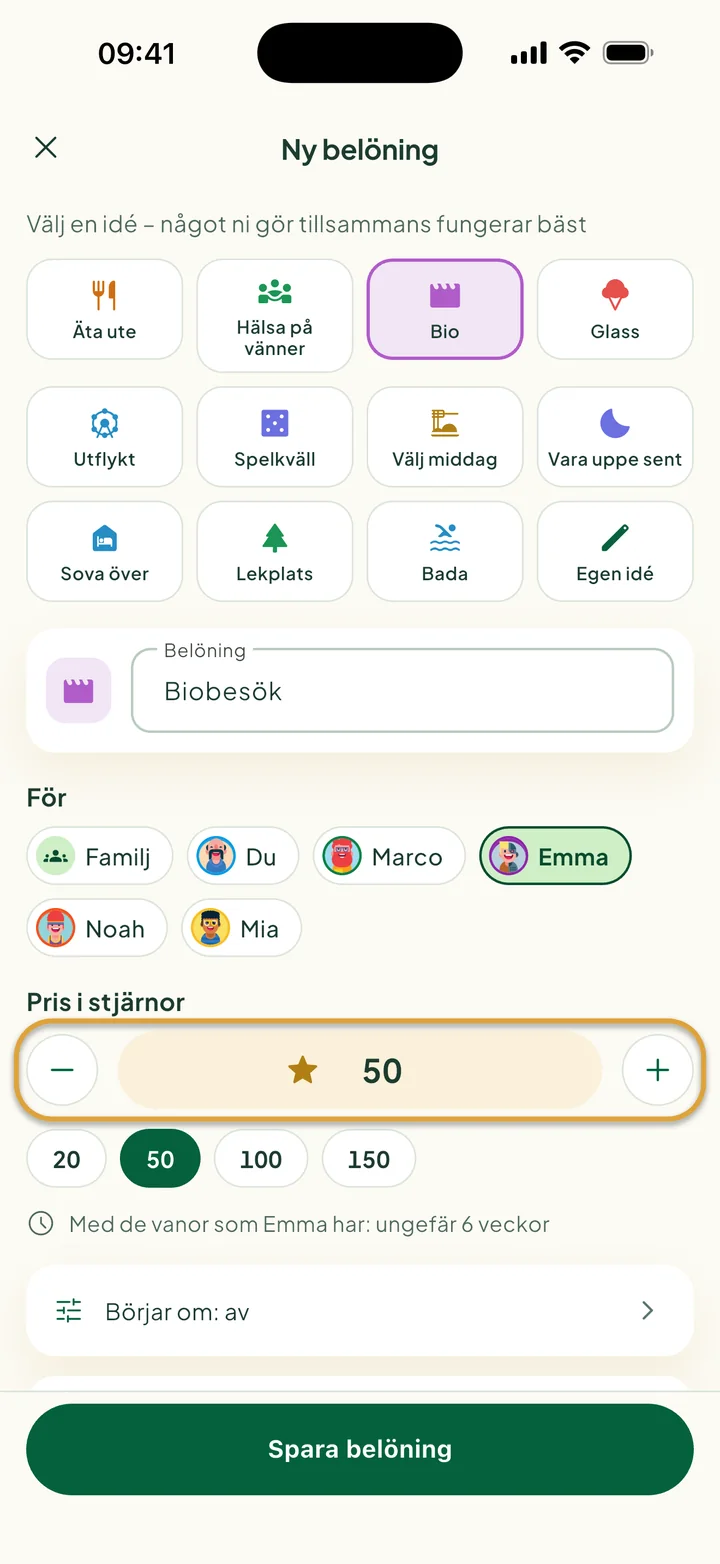 09:41
Ny belöning
Välj en idé – något ni gör tillsammans fungerar bäst
Äta ute
Hälsa på
vänner
Bio
Glass
Utflykt
Spelkväll
Välj middag
Vara uppe sent
Sova över
Lekplats
Bada
Egen idé
Belöning
Biobesök
För
Familj
Du
Marco
Emma
Noah
Mia
Pris i stjärnor
50
20
50
100
150
Med de vanor som Emma har: ungefär 6 veckor
Börjar om: av
Spara belöning